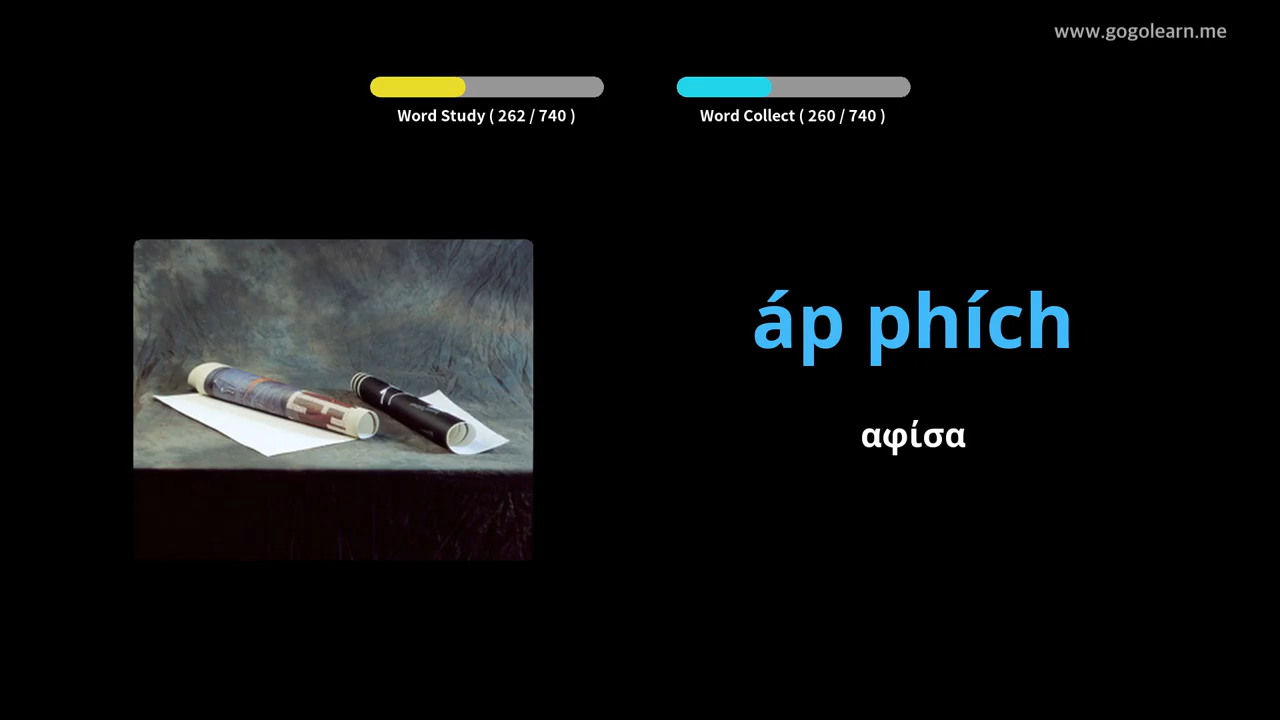 www.gogolearn.me
Word Study ( 262 / 740 )
Word Collect ( 260 / 740 )
áp phích
αφίσα